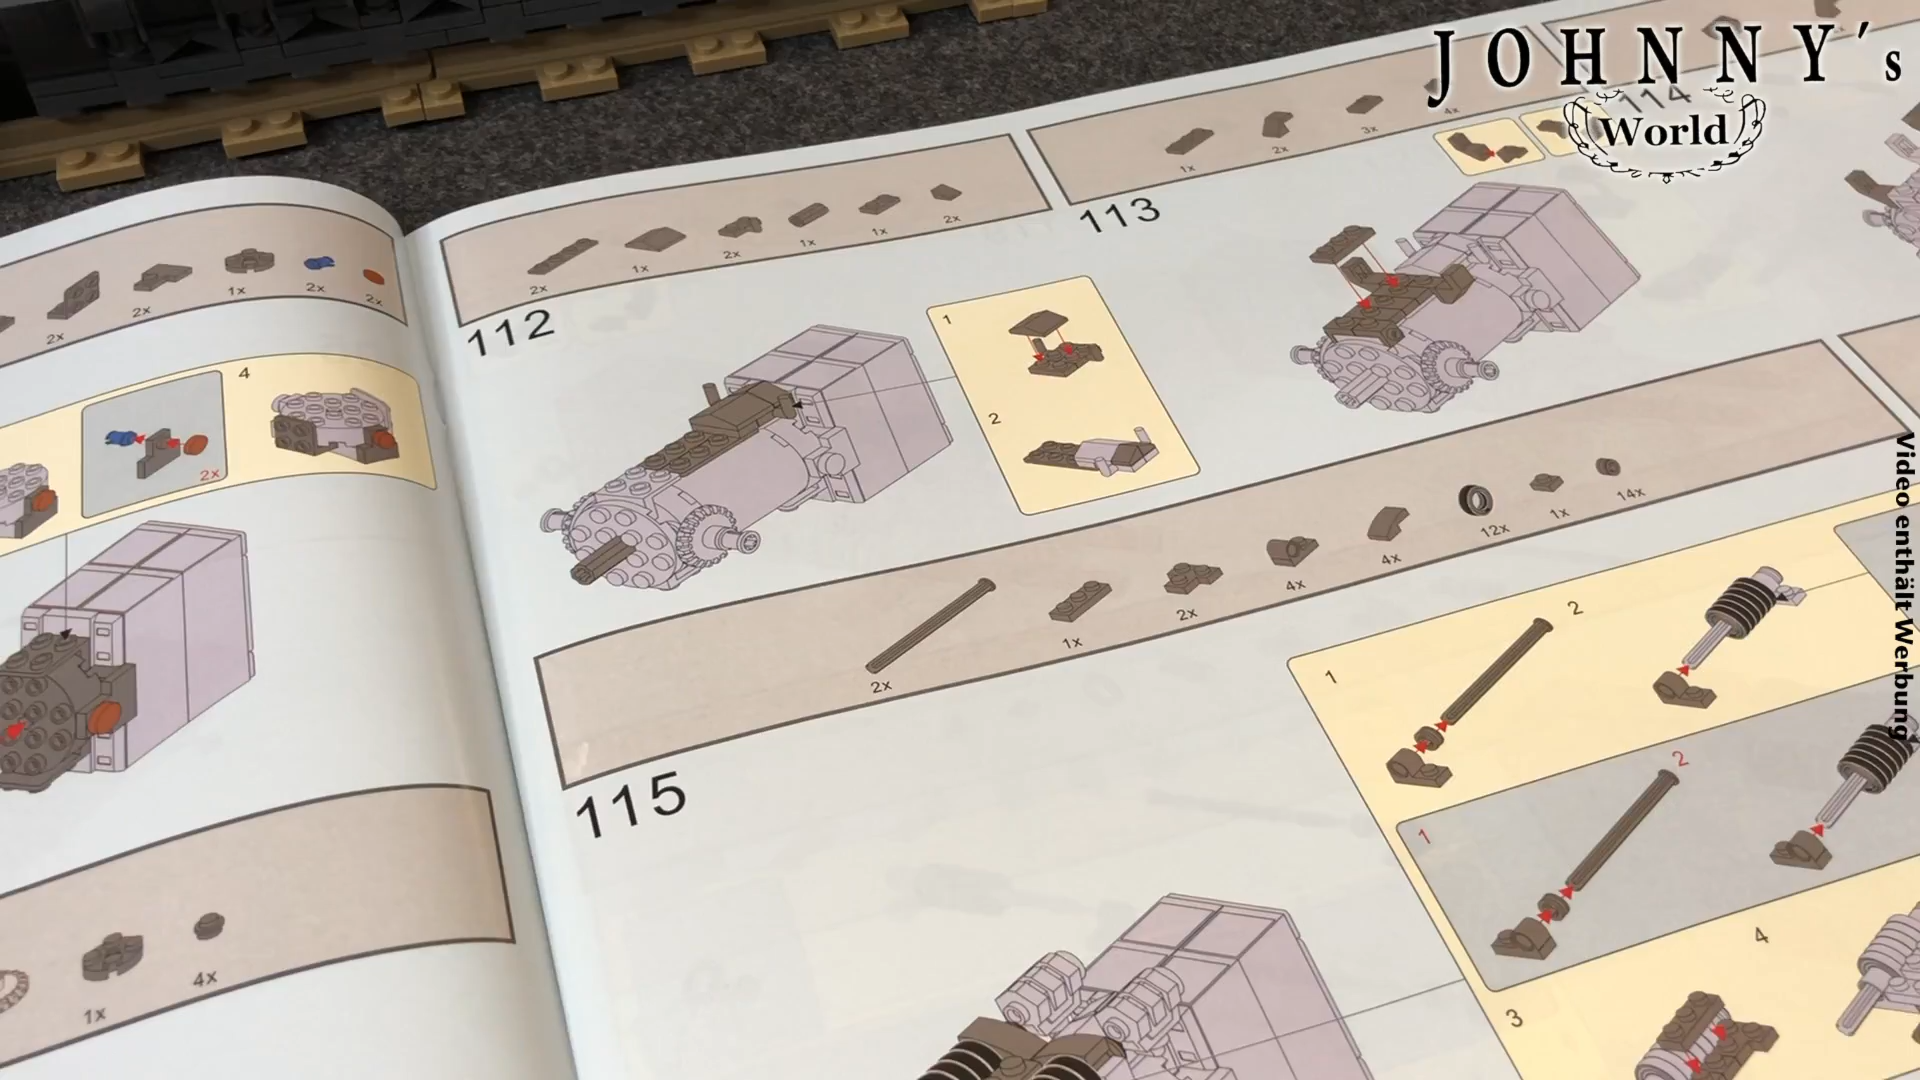 JOHNNY´s
World
Video enthält Werbung
2x
2x
1x
2x
2x
4
2x
1x
4x
2x
1x
2x
1x
1x
2x
112
1
2
1x
2x
3x
4x
113
114
2x
1x
2x
4x
4x
12x
1x
14x
115
1
2
1
2
3
4